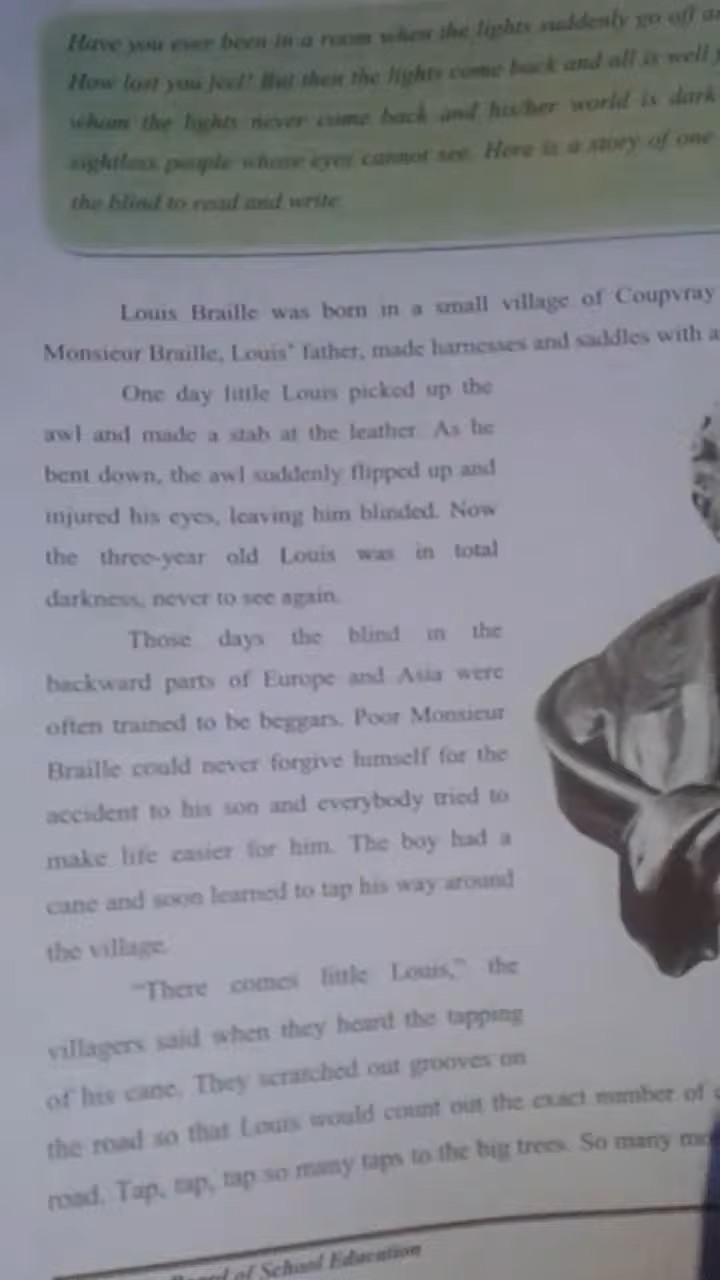 Have you ever been in a room when the lights suddenly go off
How lost you feel! But then the lights come back and all is well
whom the lights never come back and his/her world is dark
sightless people whose eyes cannot see. Here is a story of one
the blind to read and write.
Louis Braille was born in a small village of Coupvray
Monsieur Braille, Louis' father, made harnesses and saddles with a
One day little Louis picked up the
awl and made a stab at the leather. As he
bent down, the awl suddenly flipped up and
injured his eyes, leaving him blinded. Now
the three-year old Louis was in total
darkness, never to see again.
Those days the blind in the
backward parts of Europe and Asia were
often trained to be beggars. Poor Monsieur
Braille could never forgive himself for the
accident to his son and everybody tried to
make life easier for him. The boy had a
cane and soon learned to tap his way around
the village.
"There comes little Louis," the
villagers said when they heard the tapping
of his cane. They scratched out grooves on
the road so that Louis would count out the exact number of
road. Tap, tap, tap so many taps to the big trees. So many
Board of School Education